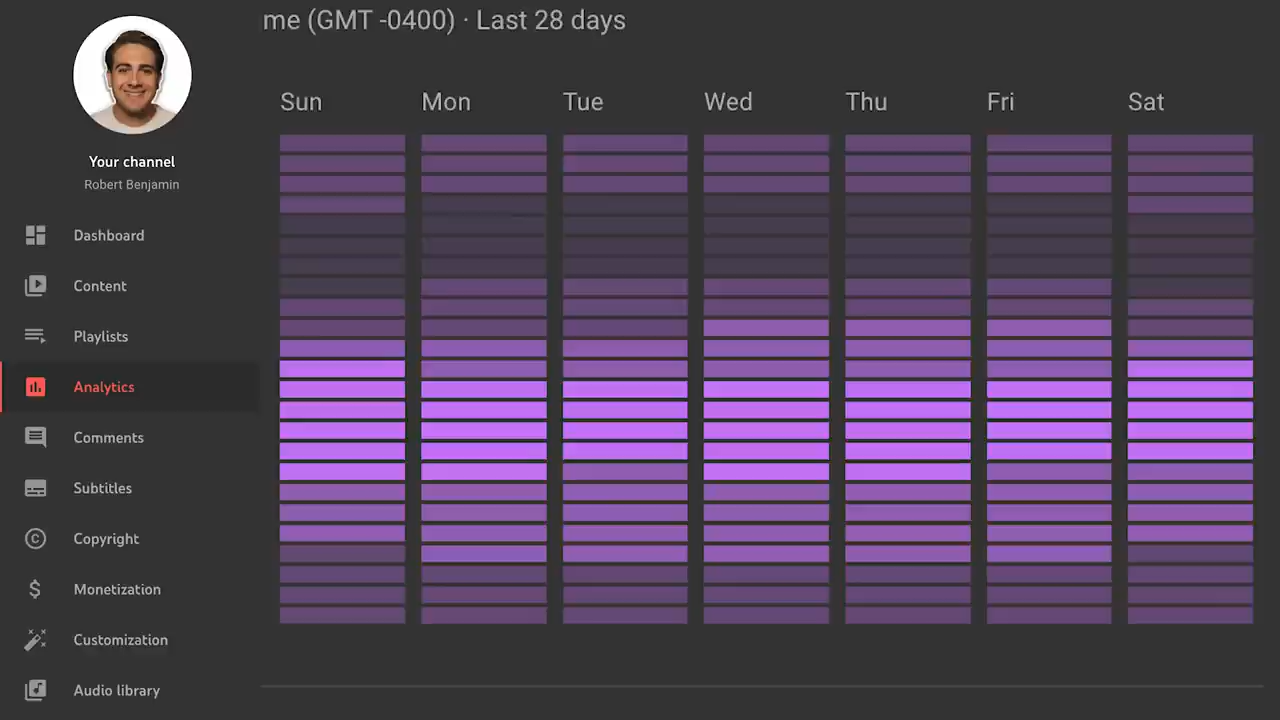 me (GMT -0400) · Last 28 days
Sun Mon Tue Wed Thu Fri Sat
Your channel
Robert Benjamin
Dashboard
Content
Playlists
Analytics
Comments
Subtitles
Copyright
Monetization
Customization
Audio library